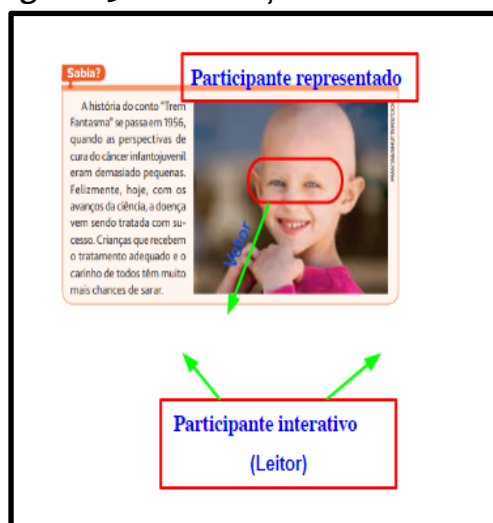 Sabia?
Participante representado
A história do conto "Trem
Fantasma" se passa em 1956,
quando as perspectivas de
cura do câncer infantojuvenil
eram demasiado pequenas.
Felizmente, hoje, com os
avanços da ciência, a doença
vem sendo tratada com su-
cesso. Crianças que recebem
o tratamento adequado e o
carinho de todos têm muito
mais chances de sarar.
Vetor
Participante interativo
(Leitor)